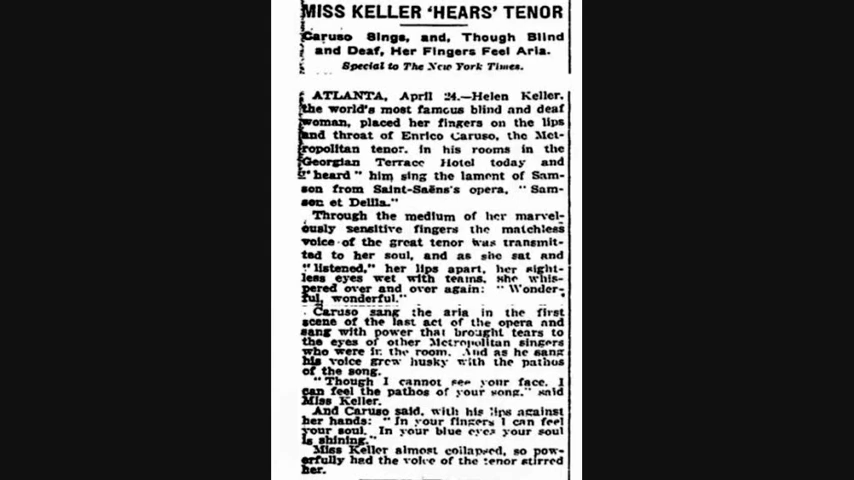 MISS KELLER 'HEARS' TENOR
Caruso Sings, and, Though Blind
and Deaf, Her Fingers Feel Aria.
Special to The New York Times.
ATLANTA, April 24.—Helen Keller,
the world's most famous blind and deaf
woman, placed her fingers on the lips
and throat of Enrico Caruso, the Met-
ropolitan tenor, in his rooms in the
Georgian Terrace Hotel today and
"heard" him sing the lament of Sam-
son from Saint-Saëns's opera, "Sam-
son et Delila."
Through the medium of her marvel-
ously sensitive fingers the matchless
voice of the great tenor was transmit-
ted to her soul, and as she sat and
"listened," her lips apart, her sight-
less eyes wet with tears, she whis-
pered over and over again: "Wonder-
ful, wonderful."
Caruso sang the aria in the first
scene of the last act of the opera and
sang with power that brought tears to
the eyes of other Metropolitan singers
who were in the room. And as he sang
his voice grew husky with the pathos
of the song.
"Though I cannot see your face, I
can feel the pathos of your song," said
Miss Keller.
And Caruso said, with his lips against
her hands: "In your fingers I can feel
your soul. In your blue eyes your soul
is shining."
Miss Keller almost collapsed, so pow-
erfully had the voice of the tenor stirred
her.